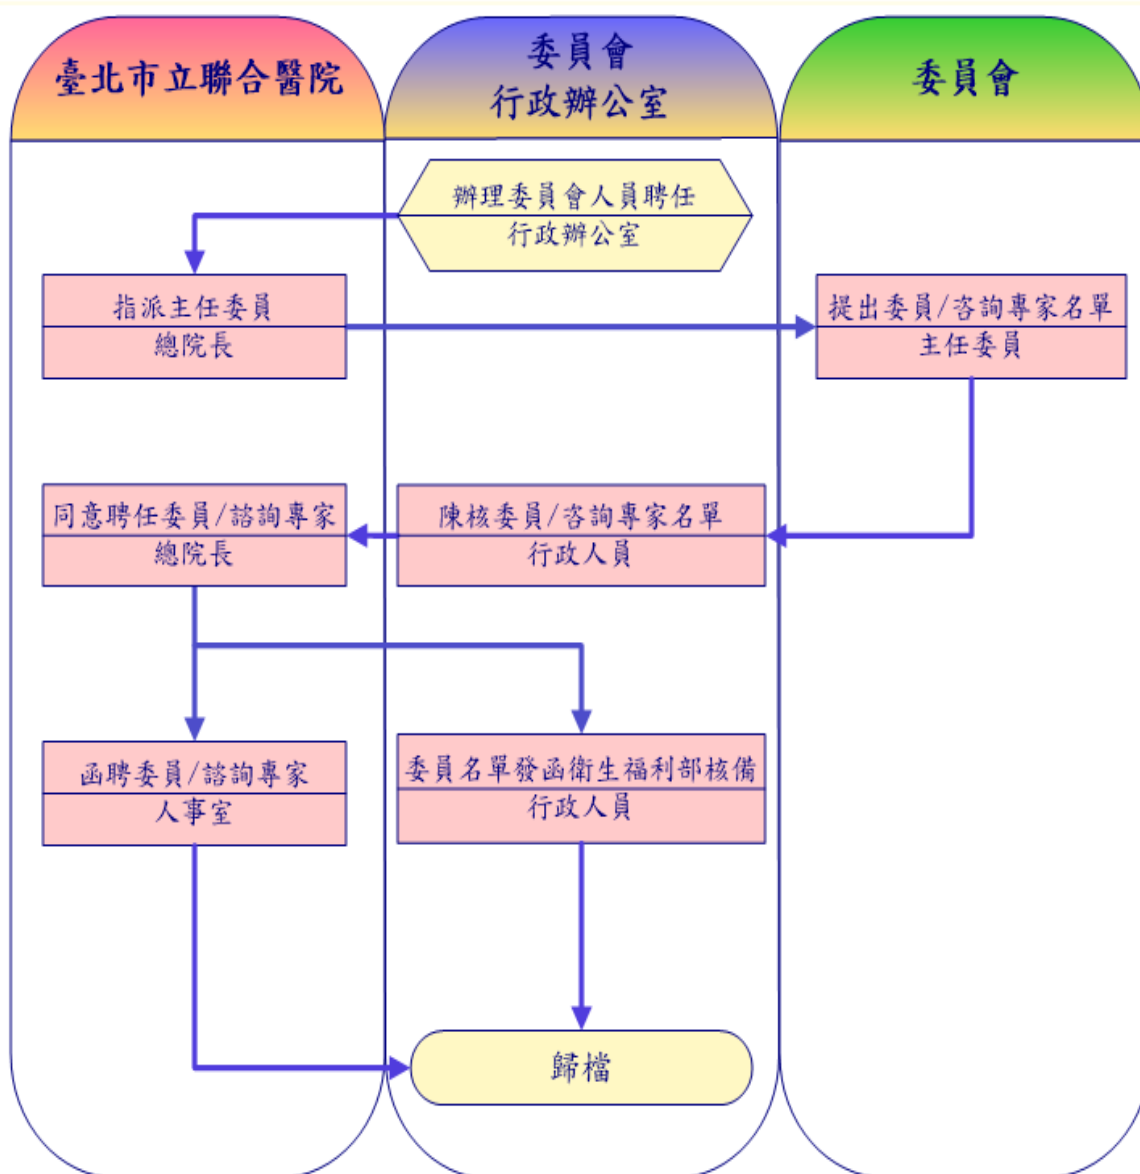 臺北市立聯合醫院
委員會
行政辦公室
委員會
辦理委員會人員聘任
行政辦公室
指派主任委員
總院長
提出委員/咨詢專家名單
主任委員
同意聘任委員/諮詢專家
總院長
陳核委員/咨詢專家名單
行政人員
函聘委員/諮詢專家
人事室
委員名單發函衛生福利部核備
行政人員
歸檔